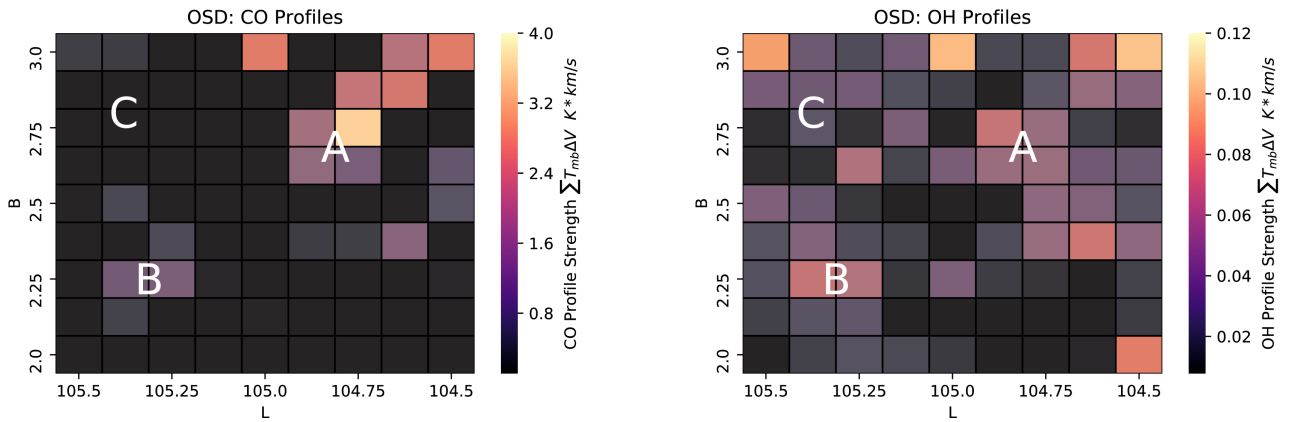 OSD: CO Profiles
3.0
2.75
2.5
2.25
2.0
B
105.5
105.25
105.0
104.75
104.5
L
C
A
B
4.0
3.2
2.4
1.6
0.8
CO Profile Strength ∑T_mbΔV K*km/s
OSD: OH Profiles
3.0
2.75
2.5
2.25
2.0
B
105.5
105.25
105.0
104.75
104.5
L
C
A
B
0.12
0.10
0.08
0.06
0.04
0.02
OH Profile Strength ∑T_mbΔV K*km/s